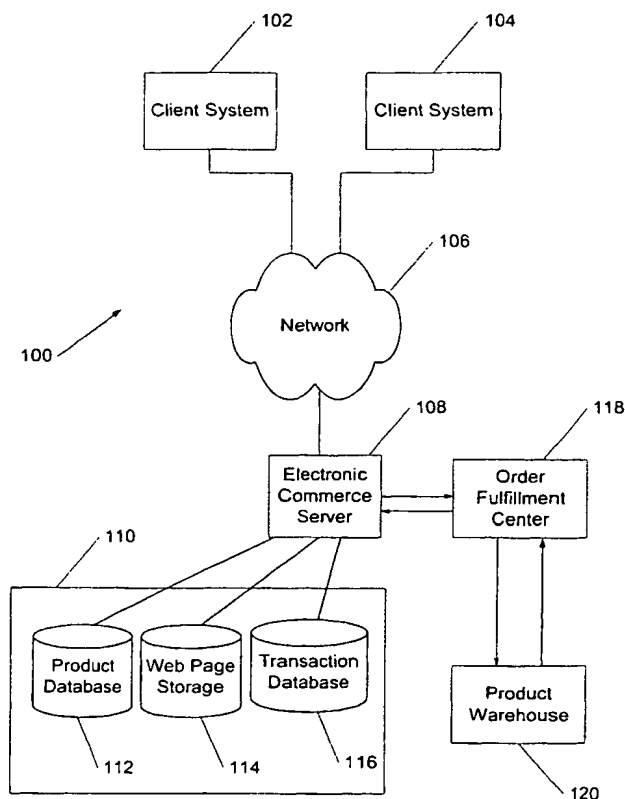 102
104
Client System
Client System
106
Network
100
108
118
Electronic
Commerce
Server
Order
Fulfillment
Center
110
Product
Database
Web Page
Storage
Transaction
Database
Product
Warehouse
112
114
116
120